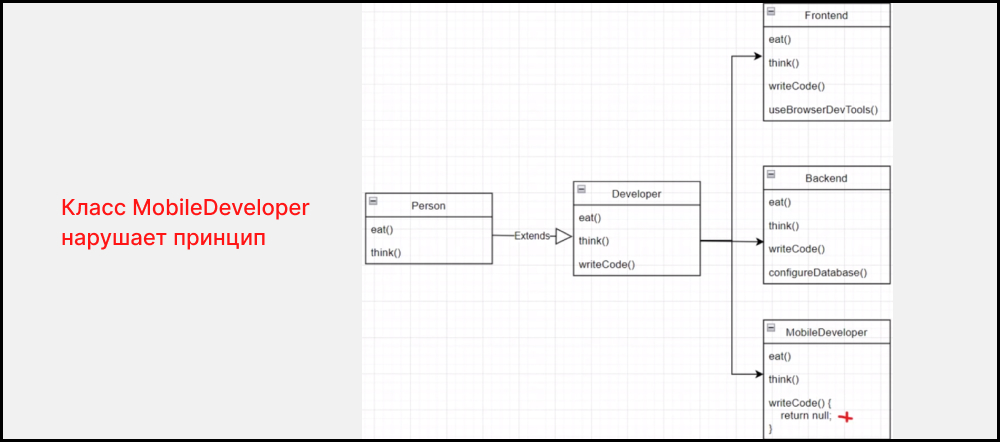 Класс MobileDeveloper
нарушает принцип
Person
eat()
think()
Extends
Developer
eat()
think()
writeCode()
Frontend
eat()
think()
writeCode()
useBrowserDevTools()
Backend
eat()
think()
writeCode()
configureDatabase()
MobileDeveloper
eat()
think()
writeCode() {
return null;
}